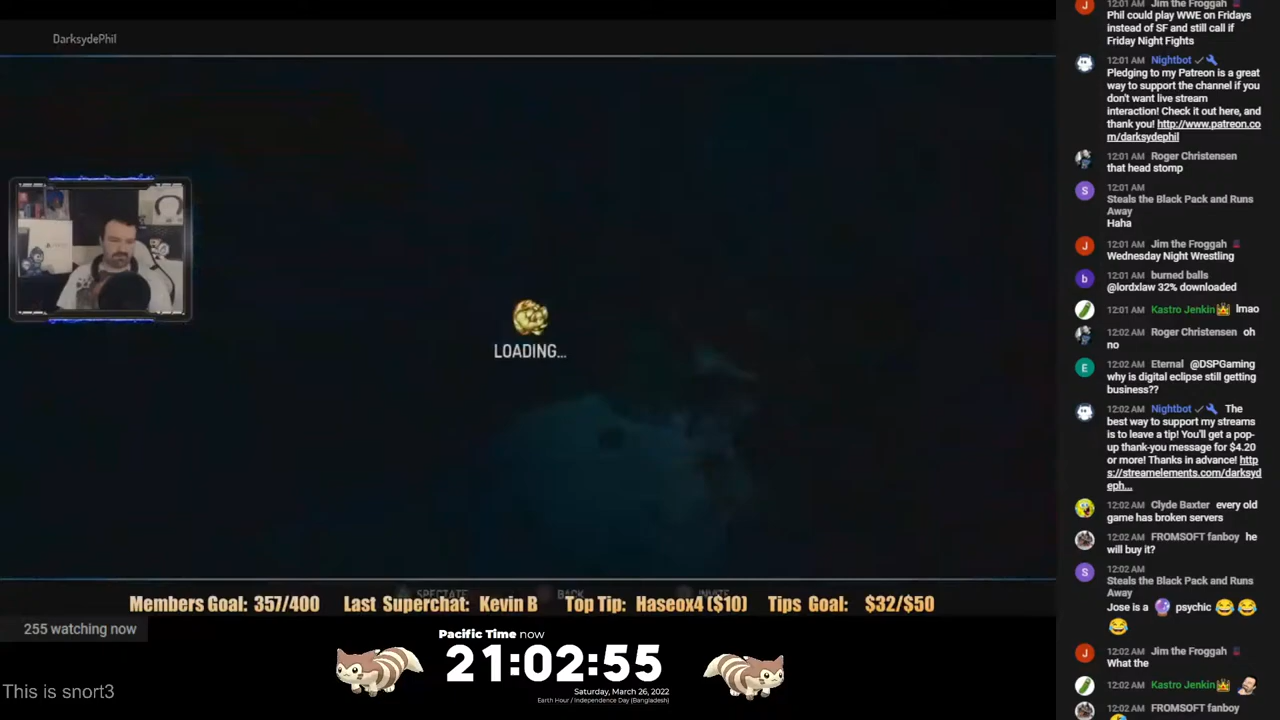 DarksydePhil
LOADING...
SPECTATE BACK INVITE
Members Goal: 357/400 Last Superchat: Kevin B Top Tip: Haseox4 ($10) Tips Goal: $32/$50
255 watching now
Pacific Time now
21:02:55
Saturday, March 26, 2022
Earth Hour / Independence Day (Bangladesh)
This is snort3
Jim the Froggah
Phil could play WWE on Fridays
instead of SF and still call if
Friday Night Fights
12:01 AM Nightbot
Pledging to my Patreon is a great
way to support the channel if you
don't want live stream
interaction! Check it out here, and
thank you! http://www.patreon.co
m/darksydephil
12:01 AM Roger Christensen
that head stomp
12:01 AM
Steals the Black Pack and Runs
Away
Haha
12:01 AM Jim the Froggah
Wednesday Night Wrestling
12:01 AM burned balls
@lordxlaw 32% downloaded
12:01 AM Kastro Jenkin lmao
12:02 AM Roger Christensen oh
no
12:02 AM Eternal @DSPGaming
why is digital eclipse still getting
business??
12:02 AM Nightbot The
best way to support my streams
is to leave a tip! You'll get a pop-
up thank-you message for $4.20
or more! Thanks in advance! http
s://streamelements.com/darksyd
eph...
12:02 AM Clyde Baxter every old
game has broken servers
12:02 AM FROMSOFT fanboy he
will buy it?
12:02 AM
Steals the Black Pack and Runs
Away
Jose is a 🔮 psychic 😂 😂
😂
12:02 AM Jim the Froggah
What the
12:02 AM Kastro Jenkin
12:02 AM FROMSOFT fanboy